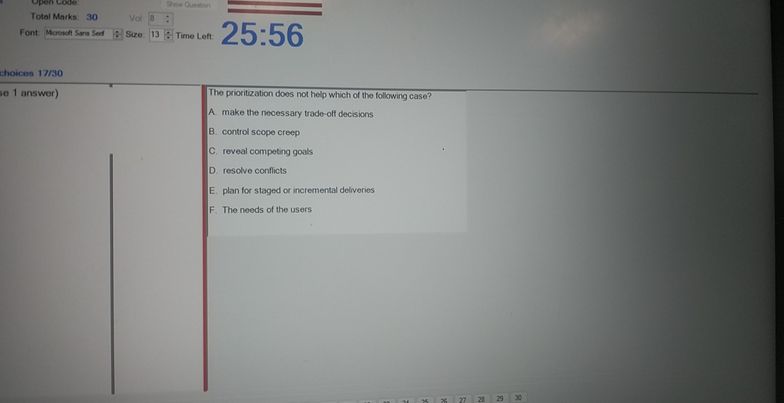 Open Code:
Show Question
Total Marks: 30
Vol 8
Font: Microsoft Sans Serif Size: 13 Time Left: 25:56
choices 17/30
se 1 answer)
The prioritization does not help which of the following case?
A. make the necessary trade-off decisions
B. control scope creep
C. reveal competing goals
D. resolve conflicts
E. plan for staged or incremental deliveries
F. The needs of the users
24 25 26 27 28 29 30